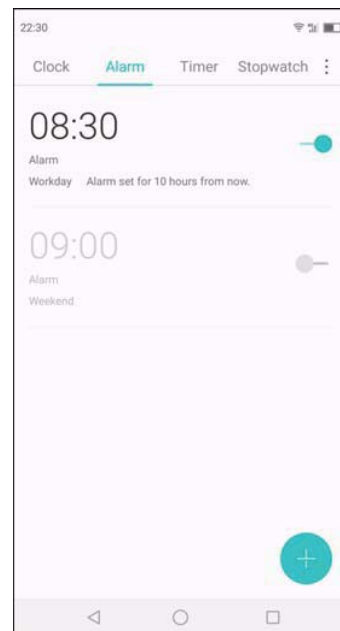 22:30
Clock Alarm Timer Stopwatch
08:30
Alarm
Workday Alarm set for 10 hours from now.
09:00
Alarm
Weekend